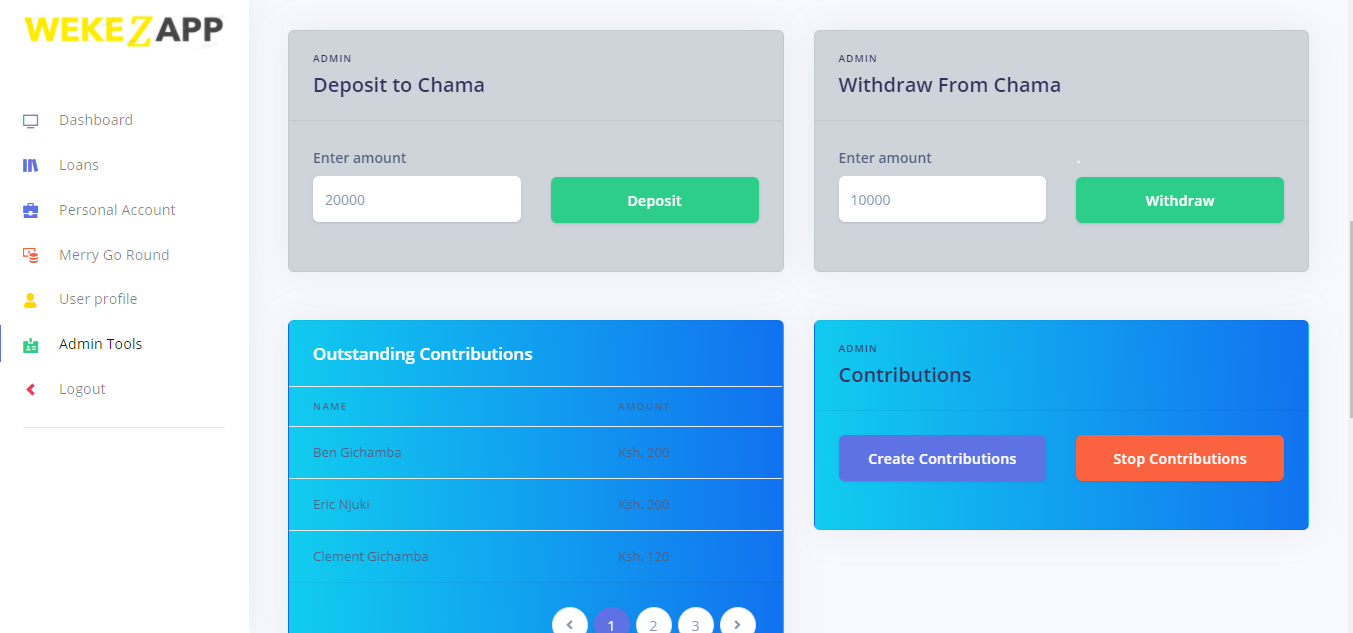 WEKEZAPP
Dashboard
Loans
Personal Account
Merry Go Round
User profile
Admin Tools
Logout
ADMIN
Deposit to Chama
Enter amount
20000
Deposit
ADMIN
Withdraw From Chama
Enter amount
.
10000
Withdraw
Outstanding Contributions
NAME AMOUNT
Ben Gichamba Ksh. 200
Eric Njuki Ksh. 200
Clement Gichamba Ksh. 120
1 2 3
ADMIN
Contributions
Create Contributions Stop Contributions